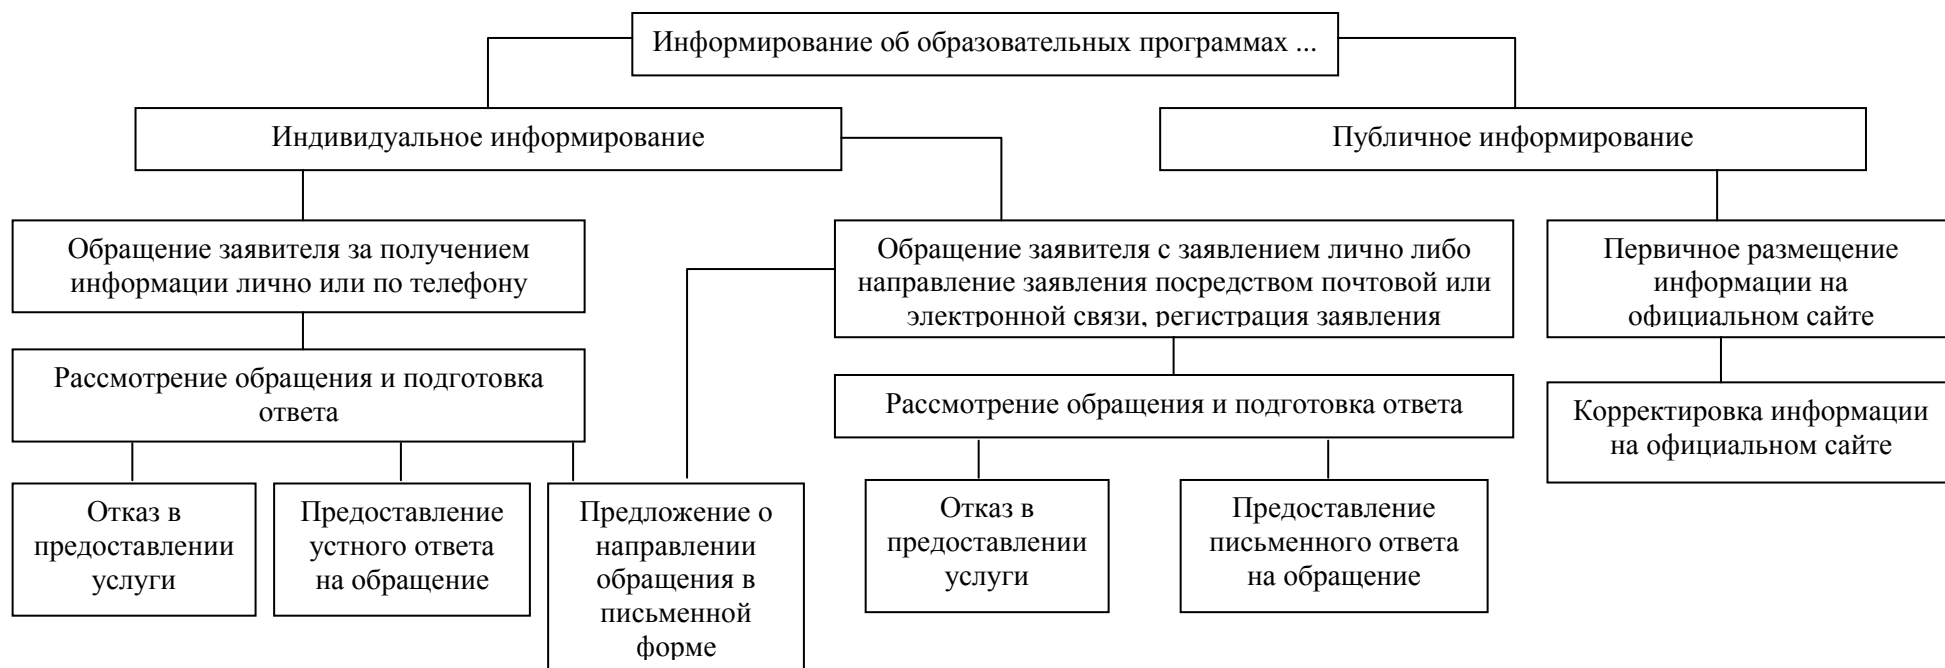 Информирование об образовательных программах ...
Индивидуальное информирование
Публичное информирование
Обращение заявителя за получением
информации лично или по телефону
Обращение заявителя с заявлением лично либо
направление заявления посредством почтовой или
электронной связи, регистрация заявления
Первичное размещение
информации на
официальном сайте
Рассмотрение обращения и подготовка
ответа
Рассмотрение обращения и подготовка ответа
Корректировка информации
на официальном сайте
Отказ в
предоставлении
услуги
Предоставление
устного ответа
на обращение
Предложение о
направлении
обращения в
письменной
форме
Отказ в
предоставлении
услуги
Предоставление
письменного ответа
на обращение